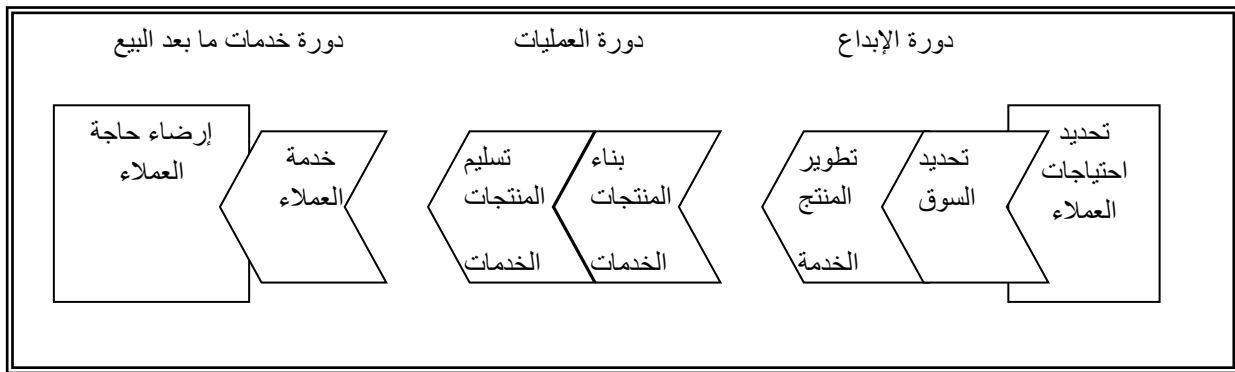 دورة الإبداع
دورة العمليات
دورة خدمات ما بعد البيع
تحديد
احتياجات
العملاء
تحديد
السوق
تطوير
المنتج
الخدمة
بناء
المنتجات
الخدمات
تسليم
المنتجات
الخدمات
خدمة
العملاء
إرضاء حاجة
العملاء